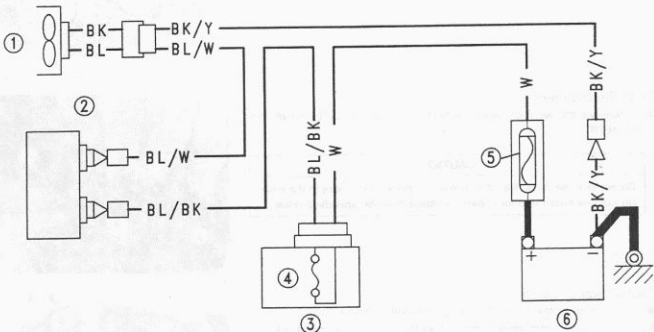 ① BK BK/Y
BL BL/W
②
BL/W
BL/BK
BL/BK
W
W
BK/Y
BK/Y
⑤
④
③
+ −
⑥